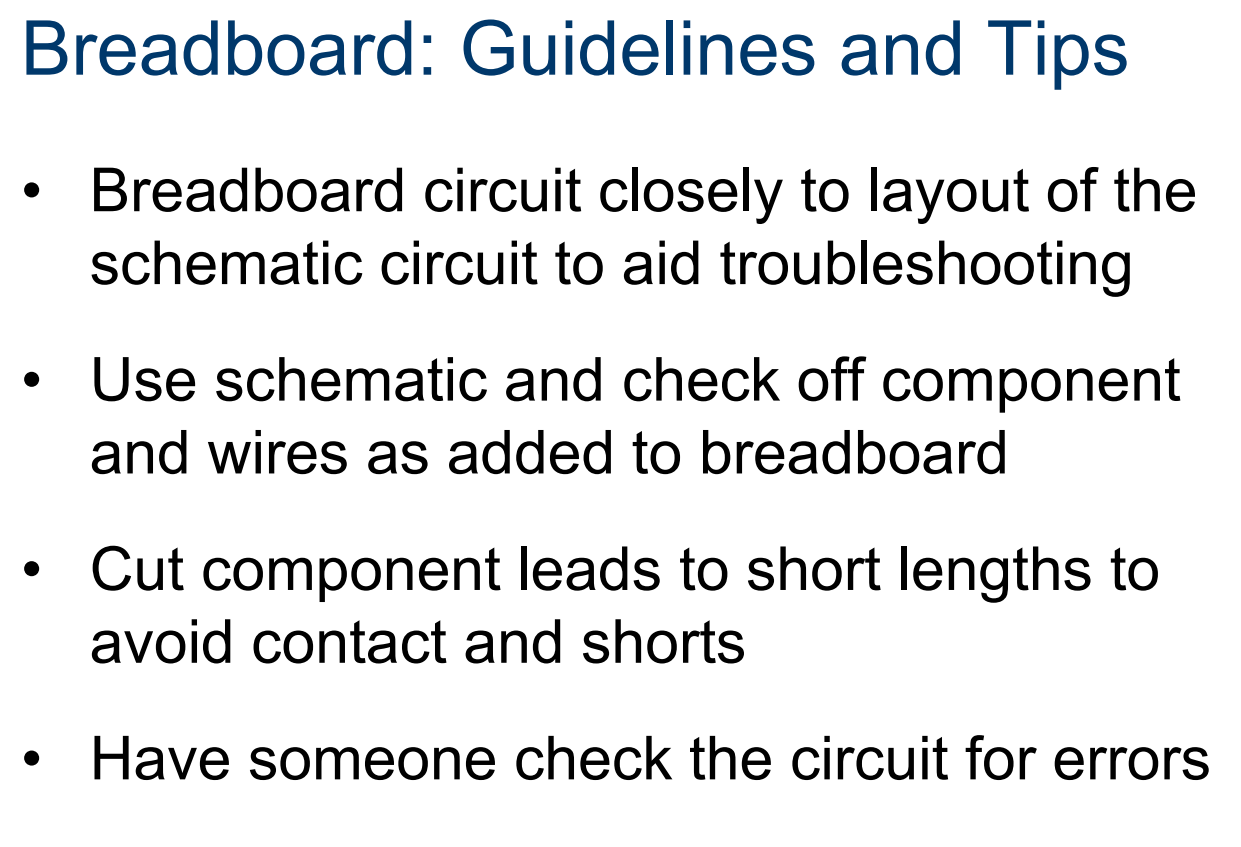 Breadboard: Guidelines and Tips
• Breadboard circuit closely to layout of the
schematic circuit to aid troubleshooting
• Use schematic and check off component
and wires as added to breadboard
• Cut component leads to short lengths to
avoid contact and shorts
• Have someone check the circuit for errors